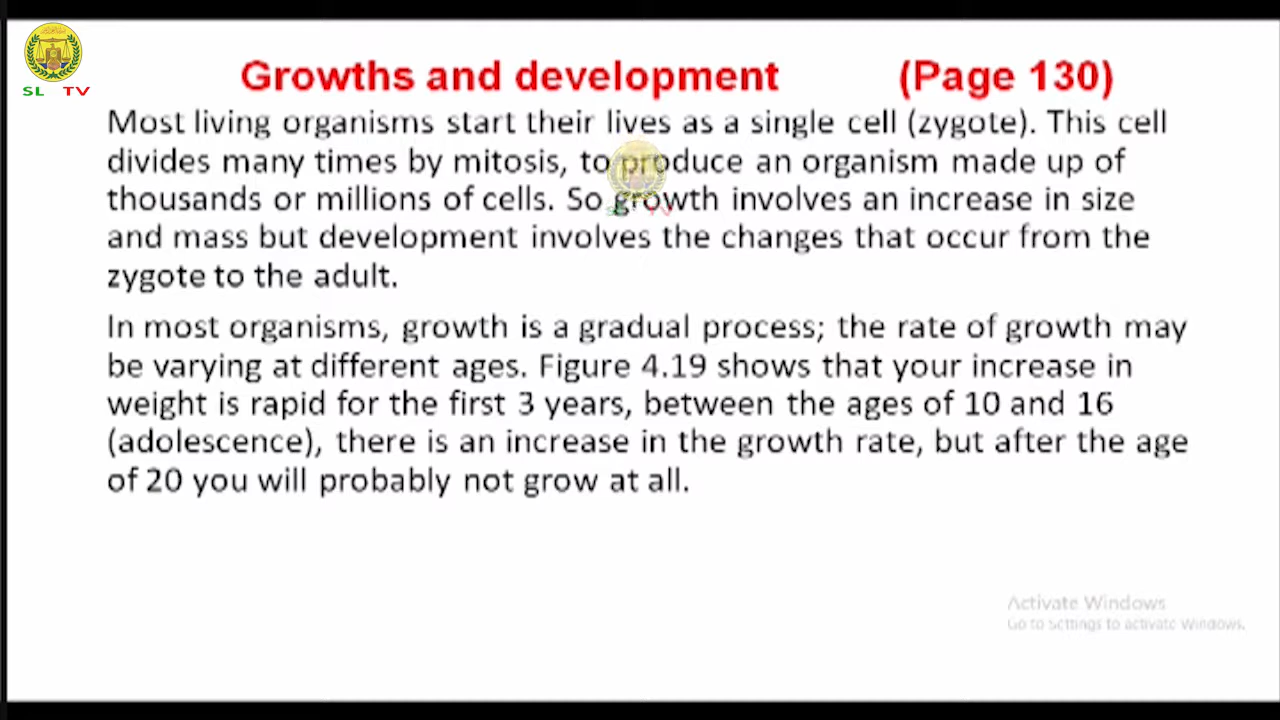 SL TV
Growths and development (Page 130)
Most living organisms start their lives as a single cell (zygote). This cell
divides many times by mitosis, to produce an organism made up of
thousands or millions of cells. So growth involves an increase in size
and mass but development involves the changes that occur from the
zygote to the adult.
In most organisms, growth is a gradual process; the rate of growth may
be varying at different ages. Figure 4.19 shows that your increase in
weight is rapid for the first 3 years, between the ages of 10 and 16
(adolescence), there is an increase in the growth rate, but after the age
of 20 you will probably not grow at all.
SL TV
Activate Windows
Go to Settings to activate Windows.